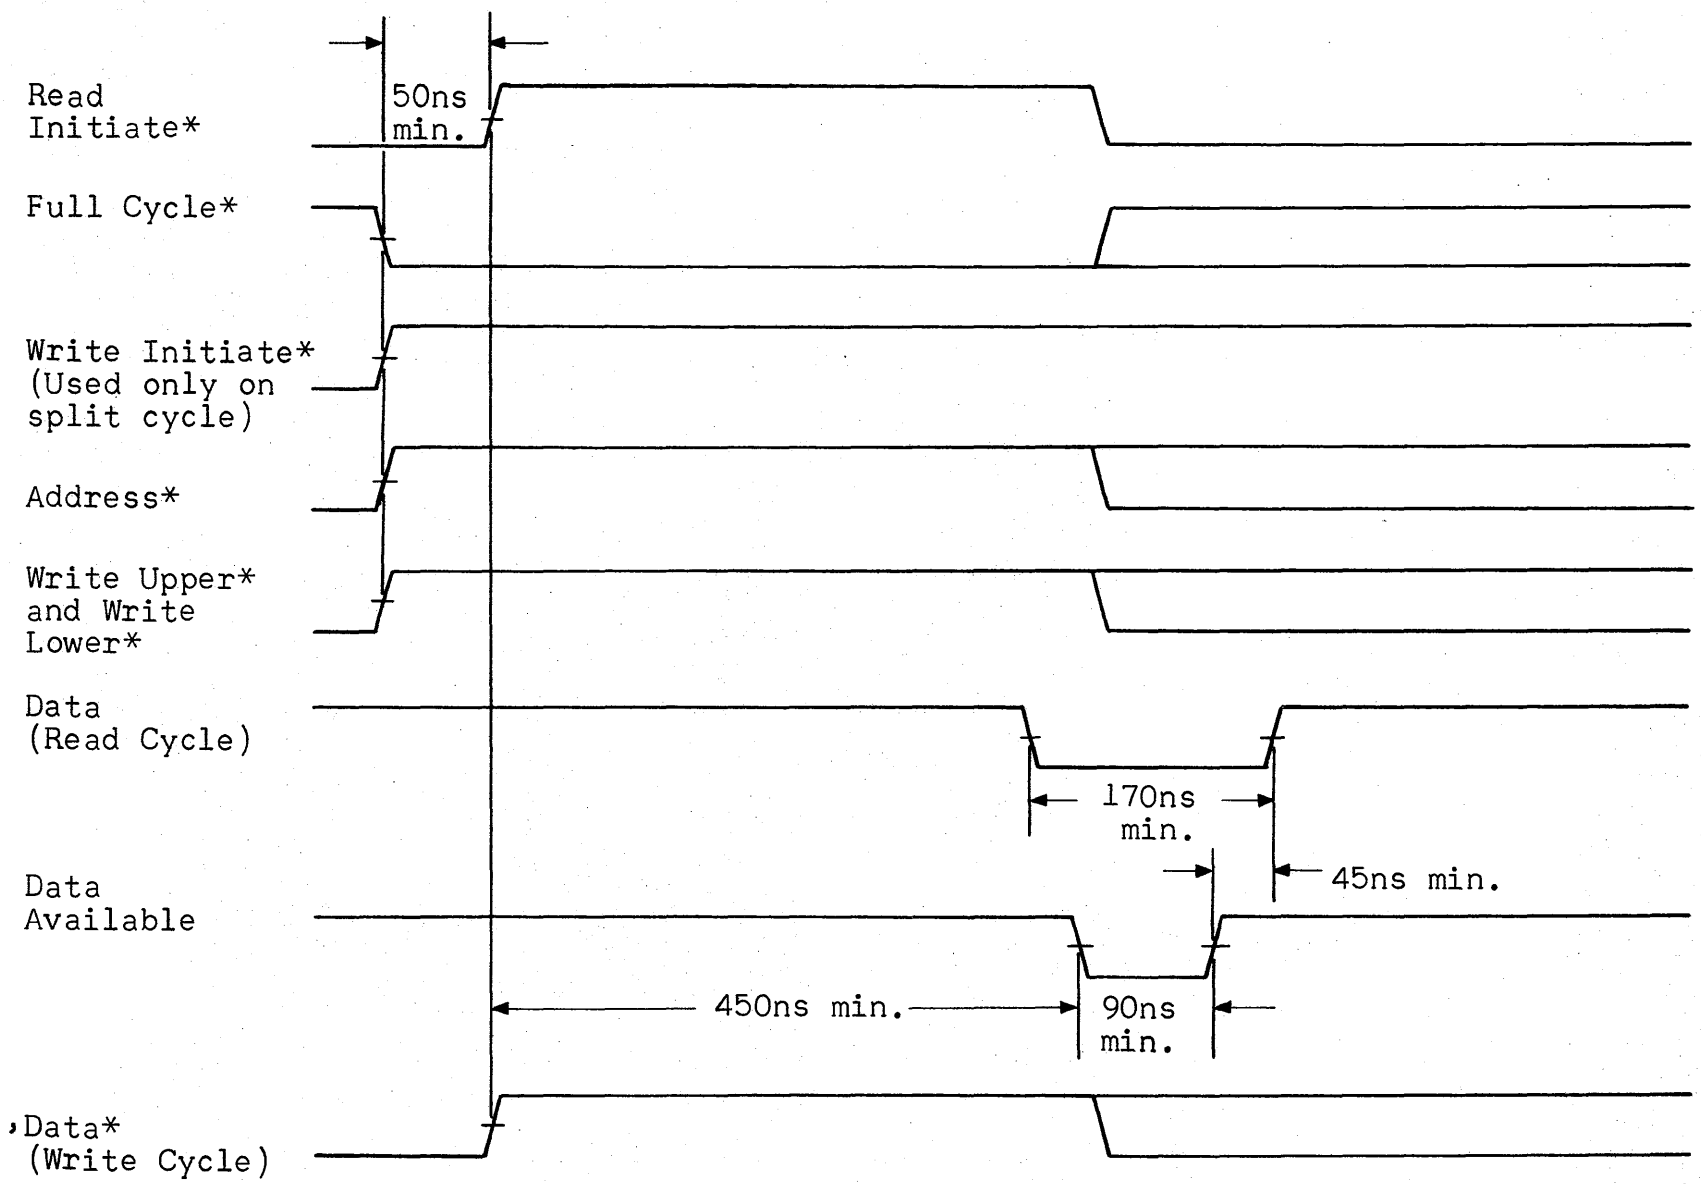 Read
Initiate*
50ns
min.
Full Cycle*
Write Initiate*
(Used only on
split cycle)
Address*
Write Upper*
and Write
Lower*
Data
(Read Cycle)
170ns
min.
45ns min.
Data
Available
450ns min.
90ns
min.
,Data*
(Write Cycle)